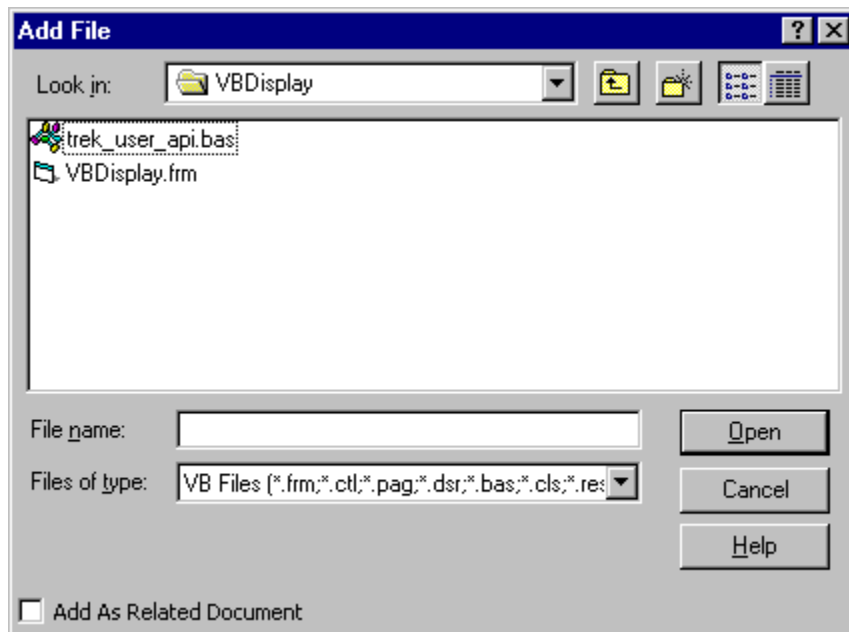 Add File
Look in: VBDisplay
trek_user_api.bas
VBDisplay.frm
File name:
Open
Files of type: VB Files (*.frm;*.ctl;*.pag;*.dsr;*.bas;*.cls;*.res
Cancel
Help
Add As Related Document